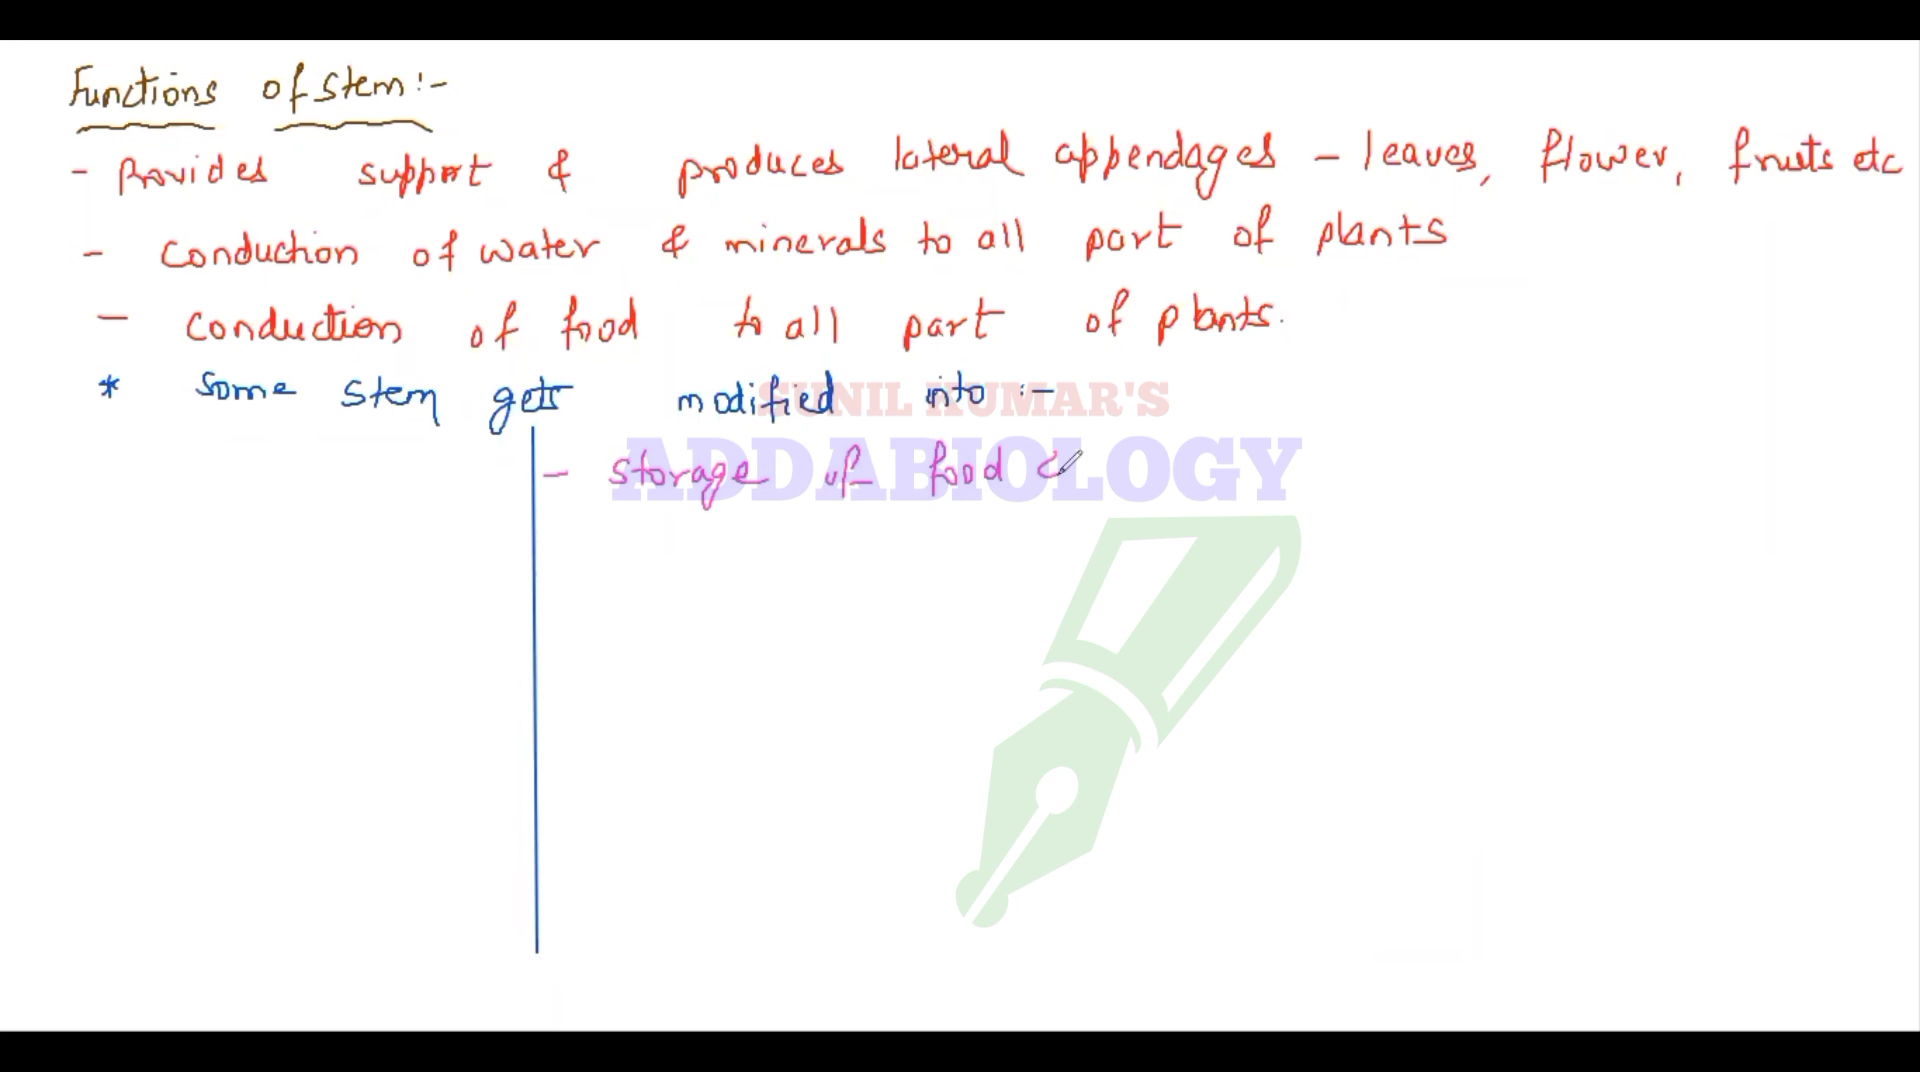 Functions of stem:-
- Provides support & produces lateral appendages - leaves, flower, fruits etc
- conduction of water & minerals to all part of plants
- conduction of food to all part of plants.
* Some stem gets modified into :-
SUNIL KUMAR'S
- storage of food
ADDABIOLOGY